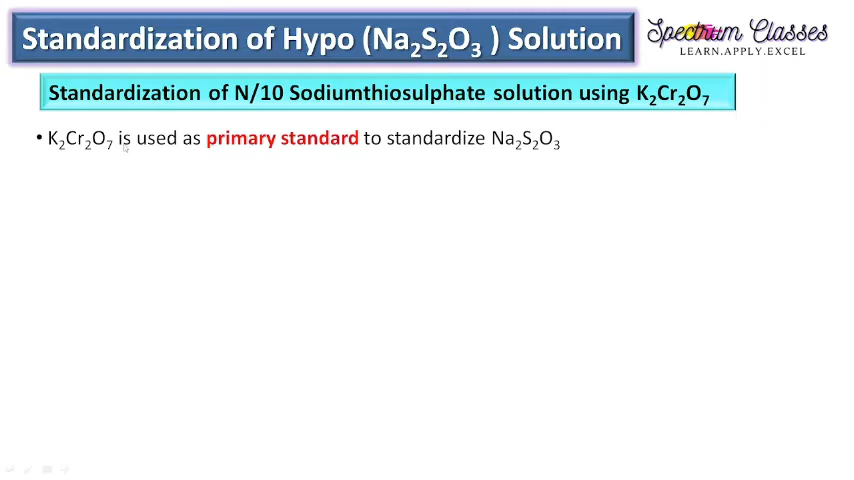 Standardization of Hypo (Na₂S₂O₃ ) Solution
Spectrum Classes
LEARN.APPLY.EXCEL
Standardization of N/10 Sodiumthiosulphate solution using K₂Cr₂O₇
• K₂Cr₂O₇ is used as primary standard to standardize Na₂S₂O₃